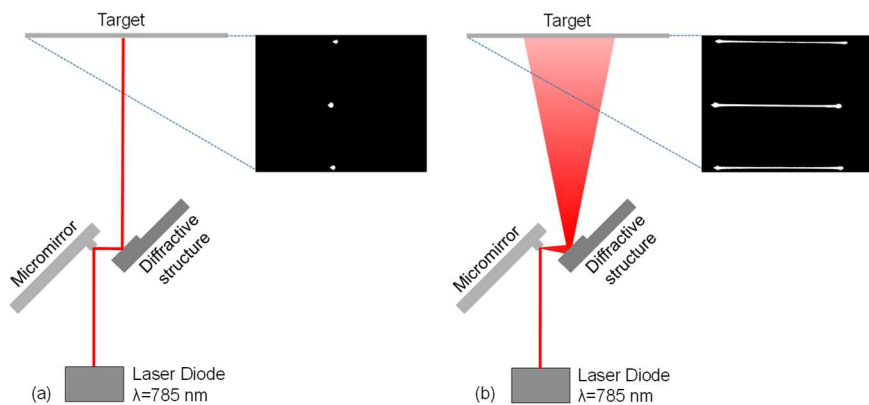 Target
Micromirror
Diffractive
structure
Laser Diode
λ=785 nm
(a)
Target
Micromirror
Diffractive
structure
Laser Diode
λ=785 nm
(b)